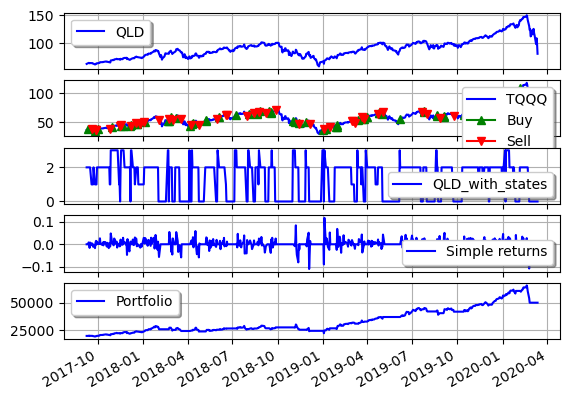 150
100
QLD
100
50
TQQQ
Buy
Sell
2
0
QLD_with_states
0.1
0.0
−0.1
Simple returns
50000
25000
Portfolio
2017-10 2018-01 2018-04 2018-07 2018-10 2019-01 2019-04 2019-07 2019-10 2020-01 2020-04